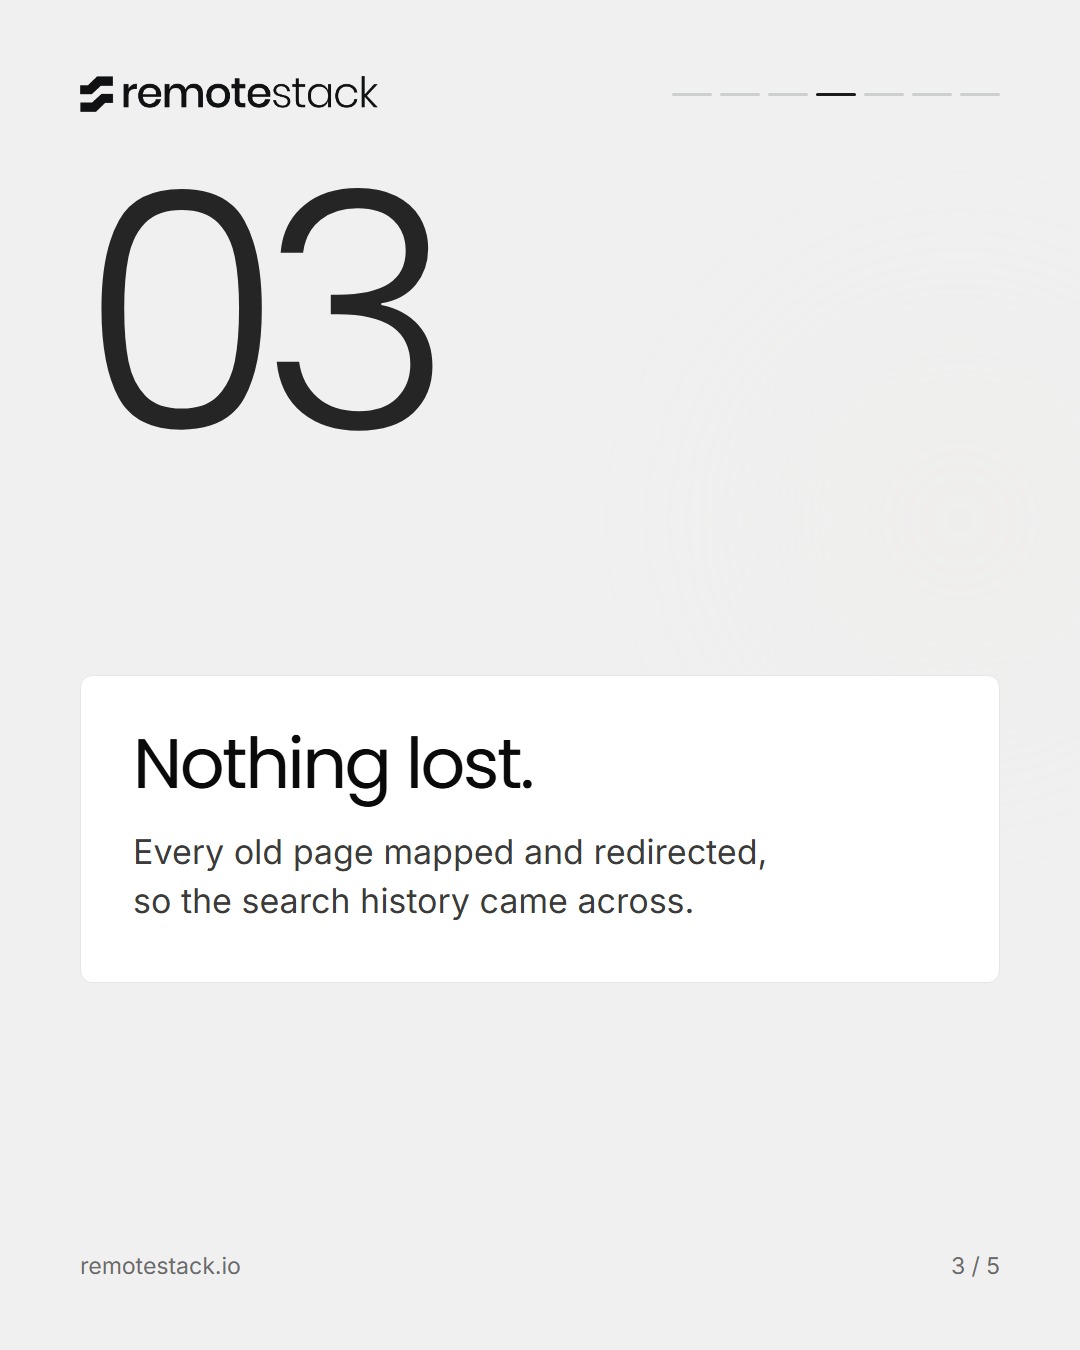 remotestack
03
Nothing lost.
Every old page mapped and redirected,
so the search history came across.
remotestack.io
3 / 5